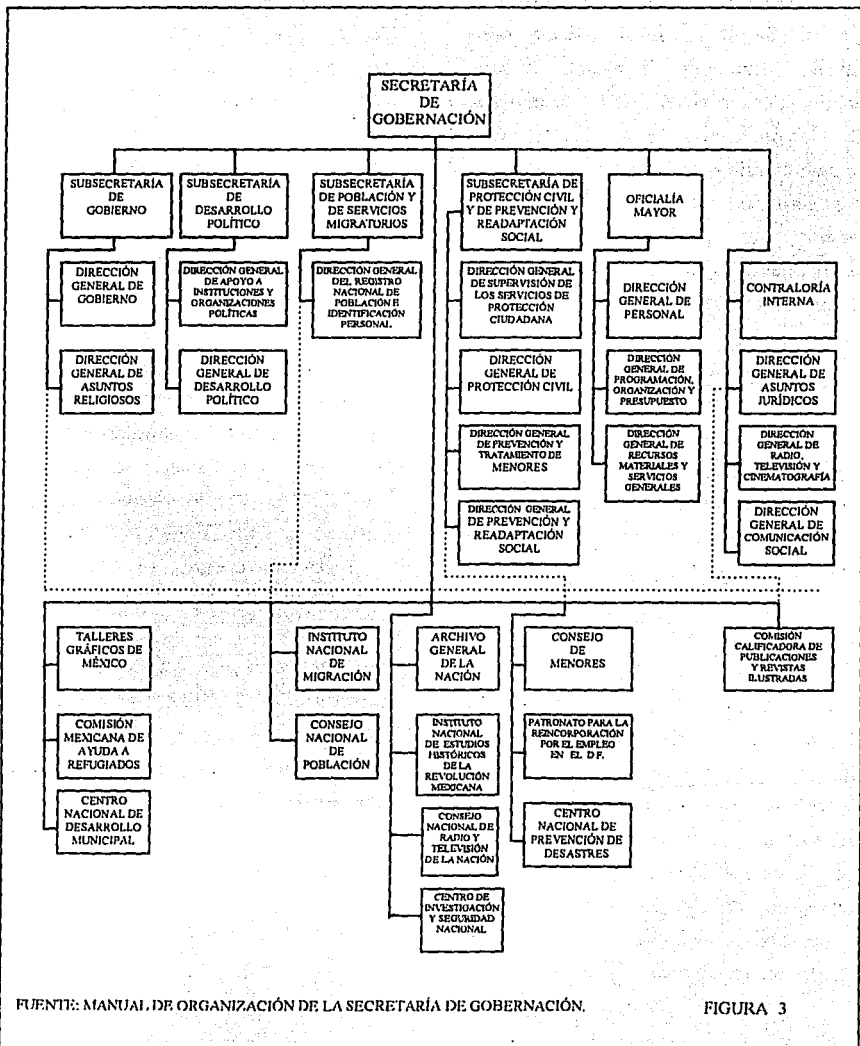 SECRETARÍA
DE
GOBERNACIÓN
SUBSECRETARÍA
DE
GOBIERNO
SUBSECRETARÍA
DE
DESARROLLO
POLÍTICO
SUBSECRETARÍA
DE POBLACIÓN Y
DE SERVICIOS
MIGRATORIOS
SUBSECRETARÍA DE
PROTECCIÓN CIVIL
Y DE PREVENCIÓN Y
READAPTACIÓN
SOCIAL
OFICIALÍA
MAYOR
DIRECCIÓN
GENERAL DE
GOBIERNO
DIRECCIÓN GENERAL
DE APOYO A
INSTITUCIONES Y
ORGANIZACIONES
POLÍTICAS
DIRECCIÓN GENERAL
DEL REGISTRO
NACIONAL DE
POBLACIÓN E
IDENTIFICACIÓN
PERSONAL.
DIRECCIÓN GENERAL
DE SUPERVISIÓN DE
LOS SERVICIOS DE
PROTECCIÓN
CIUDADANA
DIRECCIÓN
GENERAL DE
PERSONAL
CONTRALORÍA
INTERNA
DIRECCIÓN
GENERAL DE
ASUNTOS
RELIGIOSOS
DIRECCIÓN
GENERAL DE
DESARROLLO
POLÍTICO
DIRECCIÓN
GENERAL DE
PROTECCIÓN CIVIL
DIRECCIÓN
GENERAL DE
PROGRAMACIÓN,
ORGANIZACIÓN Y
PRESUPUESTO
DIRECCIÓN
GENERAL DE
ASUNTOS
JURÍDICOS
DIRECCIÓN GENERAL
DE PREVENCIÓN Y
TRATAMIENTO DE
MENORES
DIRECCIÓN
GENERAL DE
RECURSOS
MATERIALES Y
SERVICIOS
GENERALES
DIRECCIÓN
GENERAL DE
RADIO,
TELEVISIÓN Y
CINEMATOGRAFÍA
DIRECCIÓN GENERAL
DE PREVENCIÓN Y
READAPTACIÓN
SOCIAL
DIRECCIÓN
GENERAL DE
COMUNICACIÓN
SOCIAL
TALLERES
GRÁFICOS DE
MÉXICO
INSTITUTO
NACIONAL
DE
MIGRACIÓN
ARCHIVO
GENERAL
DE LA
NACIÓN
CONSEJO
DE
MENORES
COMISIÓN
CALIFICADORA DE
PUBLICACIONES
Y REVISTAS
ILUSTRADAS
COMISIÓN
MEXICANA DE
AYUDA A
REFUGIADOS
CONSEJO
NACIONAL
DE
POBLACIÓN
INSTITUTO
NACIONAL
DE ESTUDIOS
HISTÓRICOS
DE LA
REVOLUCIÓN
MEXICANA
PATRONATO PARA LA
REINCORPORACIÓN
POR EL EMPLEO
EN EL D F.
CENTRO
NACIONAL DE
DESARROLLO
MUNICIPAL
CONSEJO
NACIONAL DE
RADIO Y
TELEVISIÓN
DE LA NACIÓN
CENTRO
NACIONAL DE
PREVENCIÓN DE
DESASTRES
CENTRO DE
INVESTIGACIÓN
Y SEGURIDAD
NACIONAL
FUENTE: MANUAL DE ORGANIZACIÓN DE LA SECRETARÍA DE GOBERNACIÓN.
FIGURA 3